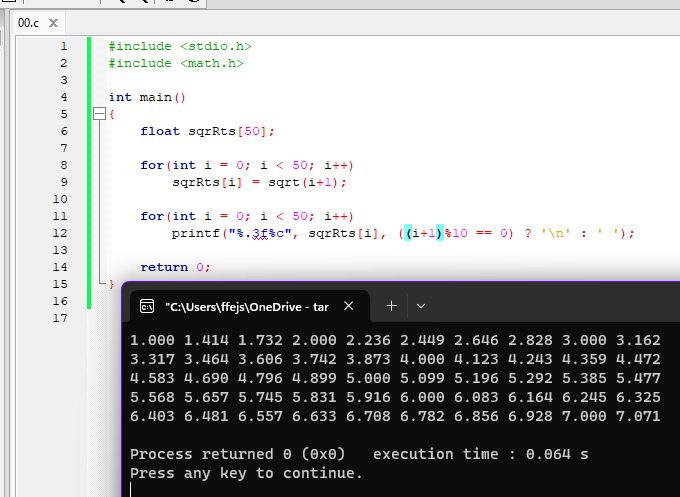 00.c
1 #include <stdio.h>
2 #include <math.h>
3
4 int main()
5 {
6 float sqrRts[50];
7
8 for(int i = 0; i < 50; i++)
9 sqrRts[i] = sqrt(i+1);
10
11 for(int i = 0; i < 50; i++)
12 printf("%.3f%c", sqrRts[i], ((i+1)%10 == 0) ? '\n' : ' ');
13
14 return 0;
15 }
16
17
"C:\Users\ffejs\OneDrive - tar
1.000 1.414 1.732 2.000 2.236 2.449 2.646 2.828 3.000 3.162
3.317 3.464 3.606 3.742 3.873 4.000 4.123 4.243 4.359 4.472
4.583 4.690 4.796 4.899 5.000 5.099 5.196 5.292 5.385 5.477
5.568 5.657 5.745 5.831 5.916 6.000 6.083 6.164 6.245 6.325
6.403 6.481 6.557 6.633 6.708 6.782 6.856 6.928 7.000 7.071
Process returned 0 (0x0) execution time : 0.064 s
Press any key to continue.